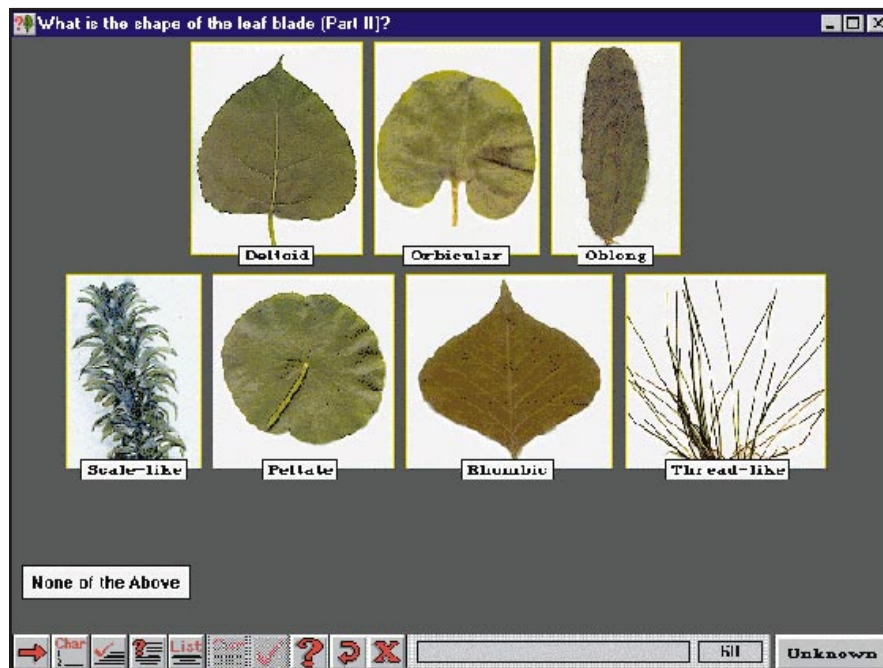 What is the shape of the leaf blade (Part II)?
Deltoid
Orbicular
Oblong
Scale-like
Peltate
Rhombic
Thread-like
None of the Above
Char
?
List
?
Unknown